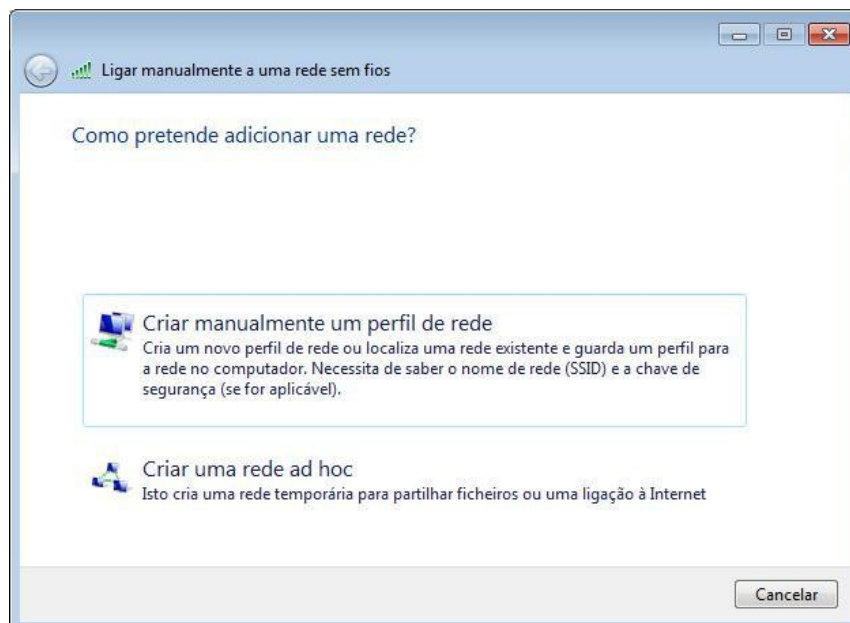 Ligar manualmente a uma rede sem fios
Como pretende adicionar uma rede?
Criar manualmente um perfil de rede
Cria um novo perfil de rede ou localiza uma rede existente e guarda um perfil para
a rede no computador. Necessita de saber o nome de rede (SSID) e a chave de
segurança (se for aplicável).
Criar uma rede ad hoc
Isto cria uma rede temporária para partilhar ficheiros ou uma ligação à Internet
Cancelar